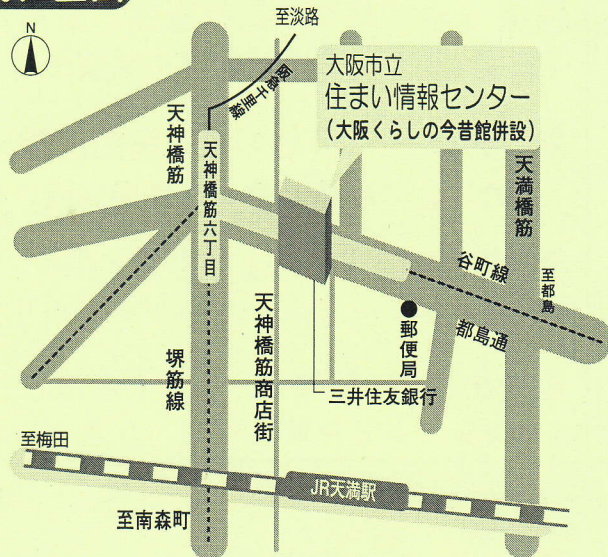 至淡路
N
阪急千里線
大阪市立
住まい情報センター
（大阪くらしの今昔館併設）
天神橋筋
天神橋筋六丁目
天満橋筋
谷町線
至都島
都島通
郵便局
天神橋筋商店街
堺筋線
三井住友銀行
至梅田
JR天満駅
至南森町